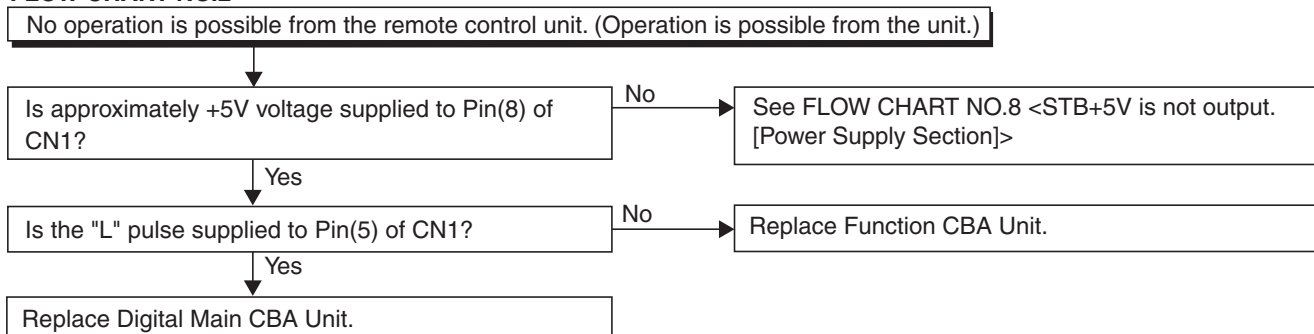 No operation is possible from the remote control unit. (Operation is possible from the unit.)
Is approximately +5V voltage supplied to Pin(8) of
CN1?
No
See FLOW CHART NO.8 <STB+5V is not output.
[Power Supply Section]>
Yes
Is the "L" pulse supplied to Pin(5) of CN1?
No
Replace Function CBA Unit.
Yes
Replace Digital Main CBA Unit.